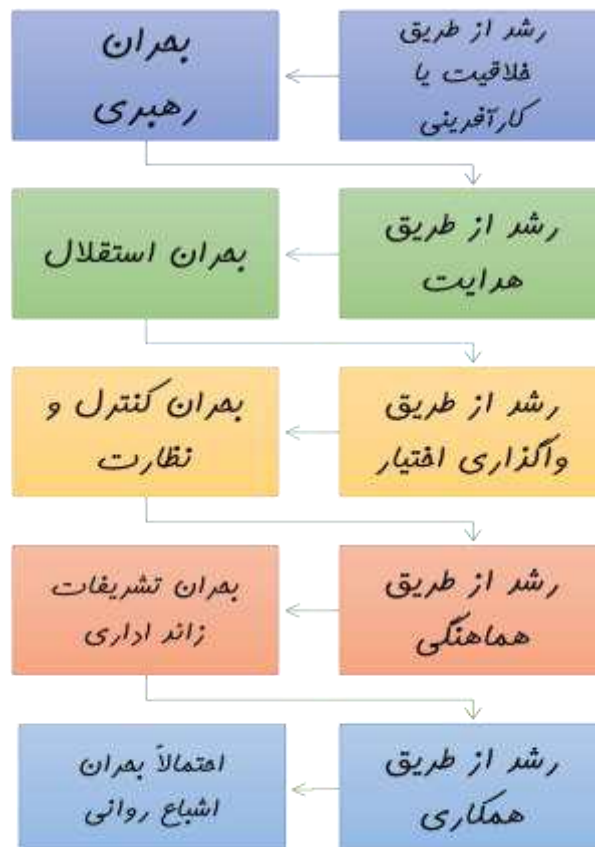 رشد از طریق
خلاقیت یا
کارآفرینی
بحران
رهبری
رشد از طریق
هدایت
بحران استقلال
رشد از طریق
واگذاری اختیار
بحران کنترل و
نظارت
رشد از طریق
هماهنگی
بحران تشریفات
زائد اداری
رشد از طریق
همکاری
احتمالاً بحران
اشباع روانی